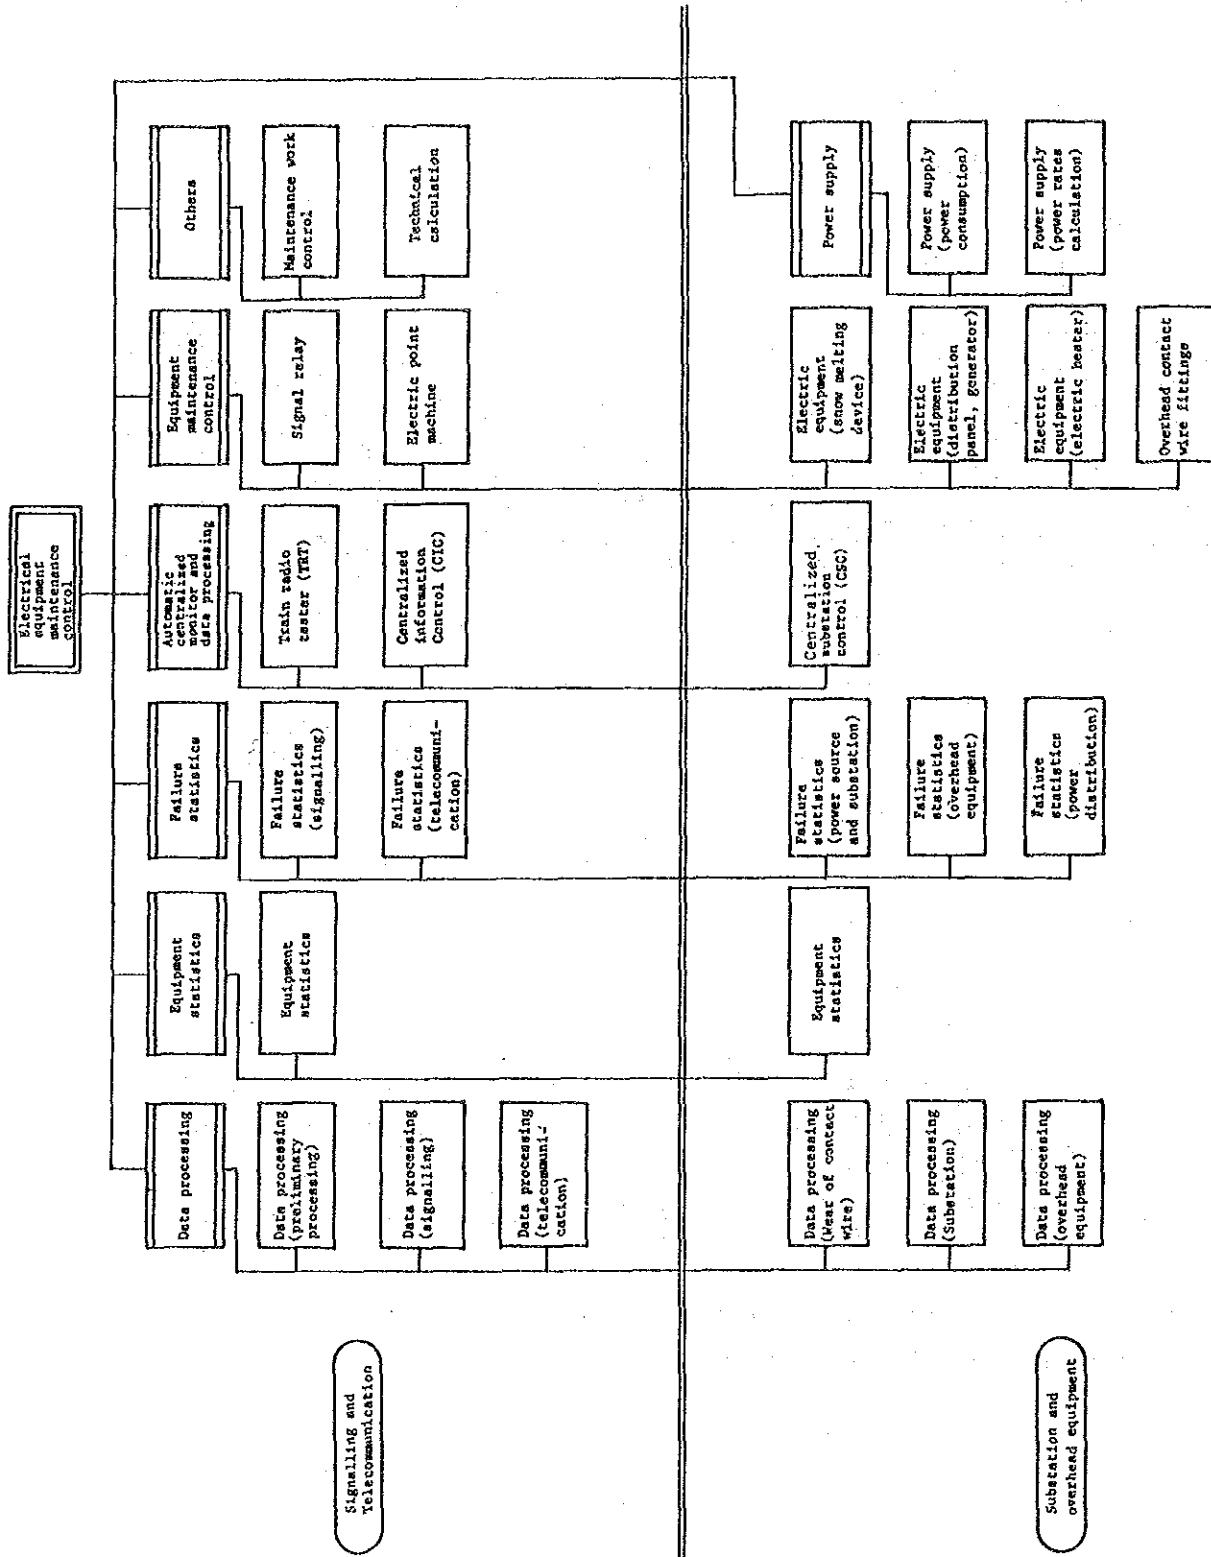 Electrical
equipment
maintenance
control
Data processing
Equipment
statistics
Failure
statistics
Automatic
centralized
monitor and
data processing
Equipment
maintenance
control
Others
Signalling and
Telecommunication
Data processing
(preliminary
processing)
Data processing
(signalling)
Data processing
(telecommuni-
cation)
Equipment
statistics
Failure
statistics
(signalling)
Failure
statistics
(telecommuni-
cation)
Train radio
tester (TRT)
Centralized
information
Control (CIC)
Signal relay
Electric point
machine
Maintenance work
control
Technical
calculation
Substation and
overhead equipment
Data processing
(Wear of contact
wire)
Data processing
(Substation)
Data processing
(overhead
equipment)
Equipment
statistics
Failure
statistics
(power source
and substation)
Failure
statistics
(overhead
equipment)
Failure
statistics
(power
distribution)
Centralized
substation
control (CSC)
Electric
equipment
(snow melting
device)
Electric
equipment
(distribution
panel, generator)
Electric
equipment
(electric heater)
Overhead contact
wire fittings
Power supply
Power supply
(power
consumption)
Power supply
(power rates
calculation)